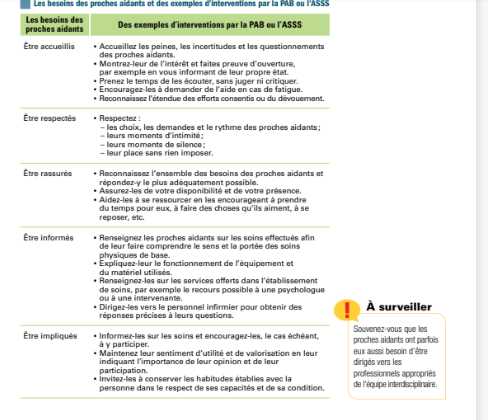 Les besoins des proches aidants et des exemples d'interventions par la PAB ou l'ASSS
Les besoins des
proches aidants
Des exemples d'interventions par la PAB ou l'ASSS
Être accueillis
• Accueillez les peines, les incertitudes et les questionnements
des proches aidants.
• Montrez-leur de l'intérêt et faites preuve d'ouverture,
par exemple en vous informant de leur propre état.
• Prenez le temps de les écouter, sans juger ni critiquer.
• Encouragez-les à demander de l'aide en cas de fatigue.
• Reconnaissez l'étendue des efforts consentis ou du dévouement.
Être respectés
• Respectez :
– les choix, les demandes et le rythme des proches aidants;
– leurs moments d'intimité;
– leurs moments de silence;
– leur place sans rien imposer.
Être rassurés
• Reconnaissez l'ensemble des besoins des proches aidants et
répondez-y le plus adéquatement possible.
• Assurez-les de votre disponibilité et de votre présence.
• Aidez-les à se ressourcer en les encourageant à prendre
du temps pour eux, à faire des choses qu'ils aiment, à se
reposer, etc.
Être informés
• Renseignez les proches aidants sur les soins effectués afin
de leur faire comprendre le sens et la portée des soins
physiques de base.
• Expliquez-leur le fonctionnement de l'équipement et
du matériel utilisés.
• Renseignez-les sur les services offerts dans l'établissement
de soins, par exemple le recours possible à une psychologue
ou à une intervenante.
• Dirigez-les vers le personnel infirmier pour obtenir des
réponses précises à leurs questions.
Être impliqués
• Informez-les sur les soins et encouragez-les, le cas échéant,
à y participer.
• Maintenez leur sentiment d'utilité et de valorisation en leur
indiquant l'importance de leur opinion et de leur
participation.
• Invitez-les à conserver les habitudes établies avec la
personne dans le respect de ses capacités et de sa condition.
! À surveiller
Souvenez-vous que les
proches aidants ont parfois
eux aussi besoin d'être
dirigés vers les
professionnels appropriés
de l'équipe interdisciplinaire.